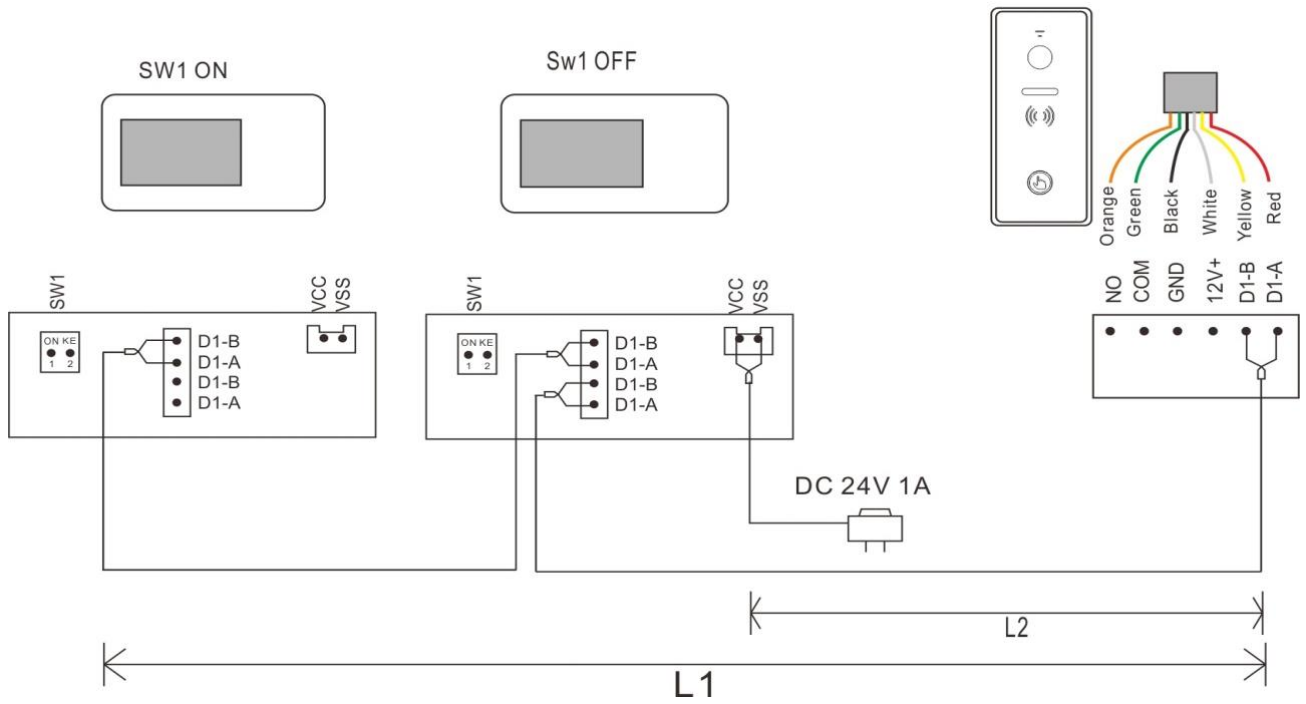 SW1 ON
Sw1 OFF
Orange
Green
Black
White
Yellow
Red
NO
COM
GND
12V+
D1-B
D1-A
SW1
ON KE
1 2
D1-B
D1-A
D1-B
D1-A
VCC
VSS
SW1
ON KE
1 2
D1-B
D1-A
D1-B
D1-A
VCC
VSS
DC 24V 1A
L2
L1